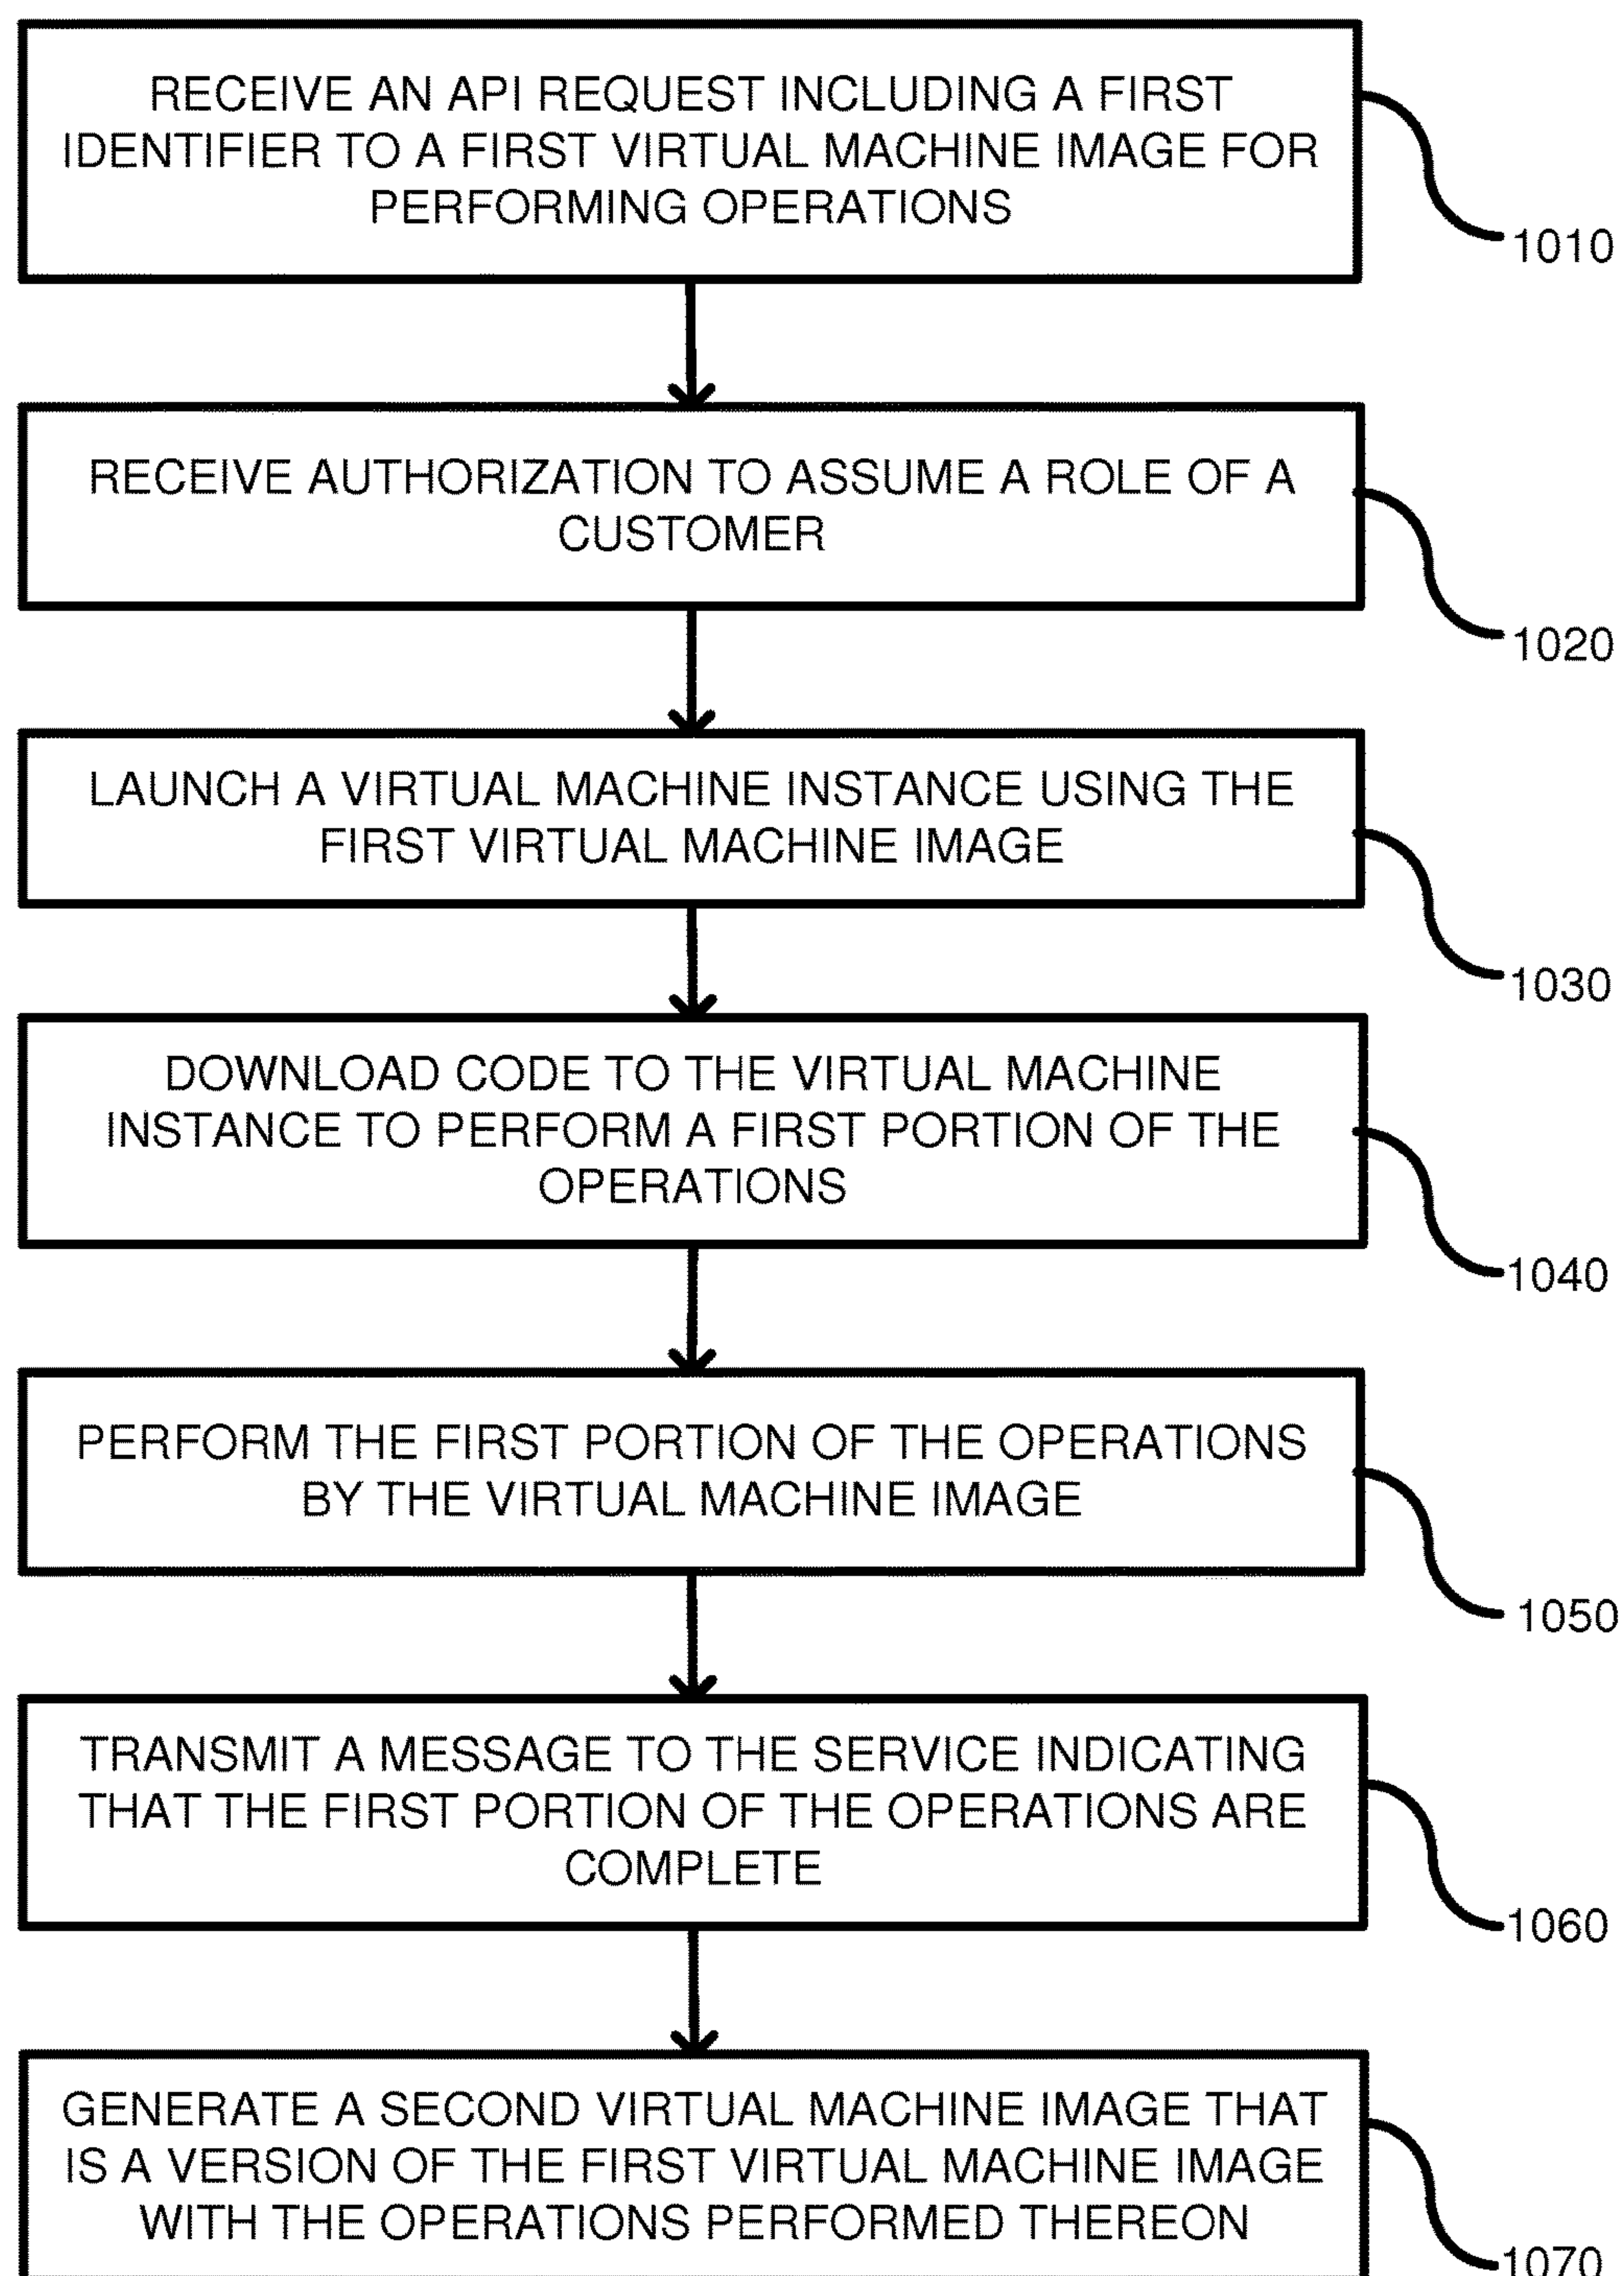 RECEIVE AN API REQUEST INCLUDING A FIRST
IDENTIFIER TO A FIRST VIRTUAL MACHINE IMAGE FOR
PERFORMING OPERATIONS
1010
RECEIVE AUTHORIZATION TO ASSUME A ROLE OF A
CUSTOMER
1020
LAUNCH A VIRTUAL MACHINE INSTANCE USING THE
FIRST VIRTUAL MACHINE IMAGE
1030
DOWNLOAD CODE TO THE VIRTUAL MACHINE
INSTANCE TO PERFORM A FIRST PORTION OF THE
OPERATIONS
1040
PERFORM THE FIRST PORTION OF THE OPERATIONS
BY THE VIRTUAL MACHINE IMAGE
1050
TRANSMIT A MESSAGE TO THE SERVICE INDICATING
THAT THE FIRST PORTION OF THE OPERATIONS ARE
COMPLETE
1060
GENERATE A SECOND VIRTUAL MACHINE IMAGE THAT
IS A VERSION OF THE FIRST VIRTUAL MACHINE IMAGE
WITH THE OPERATIONS PERFORMED THEREON
1070